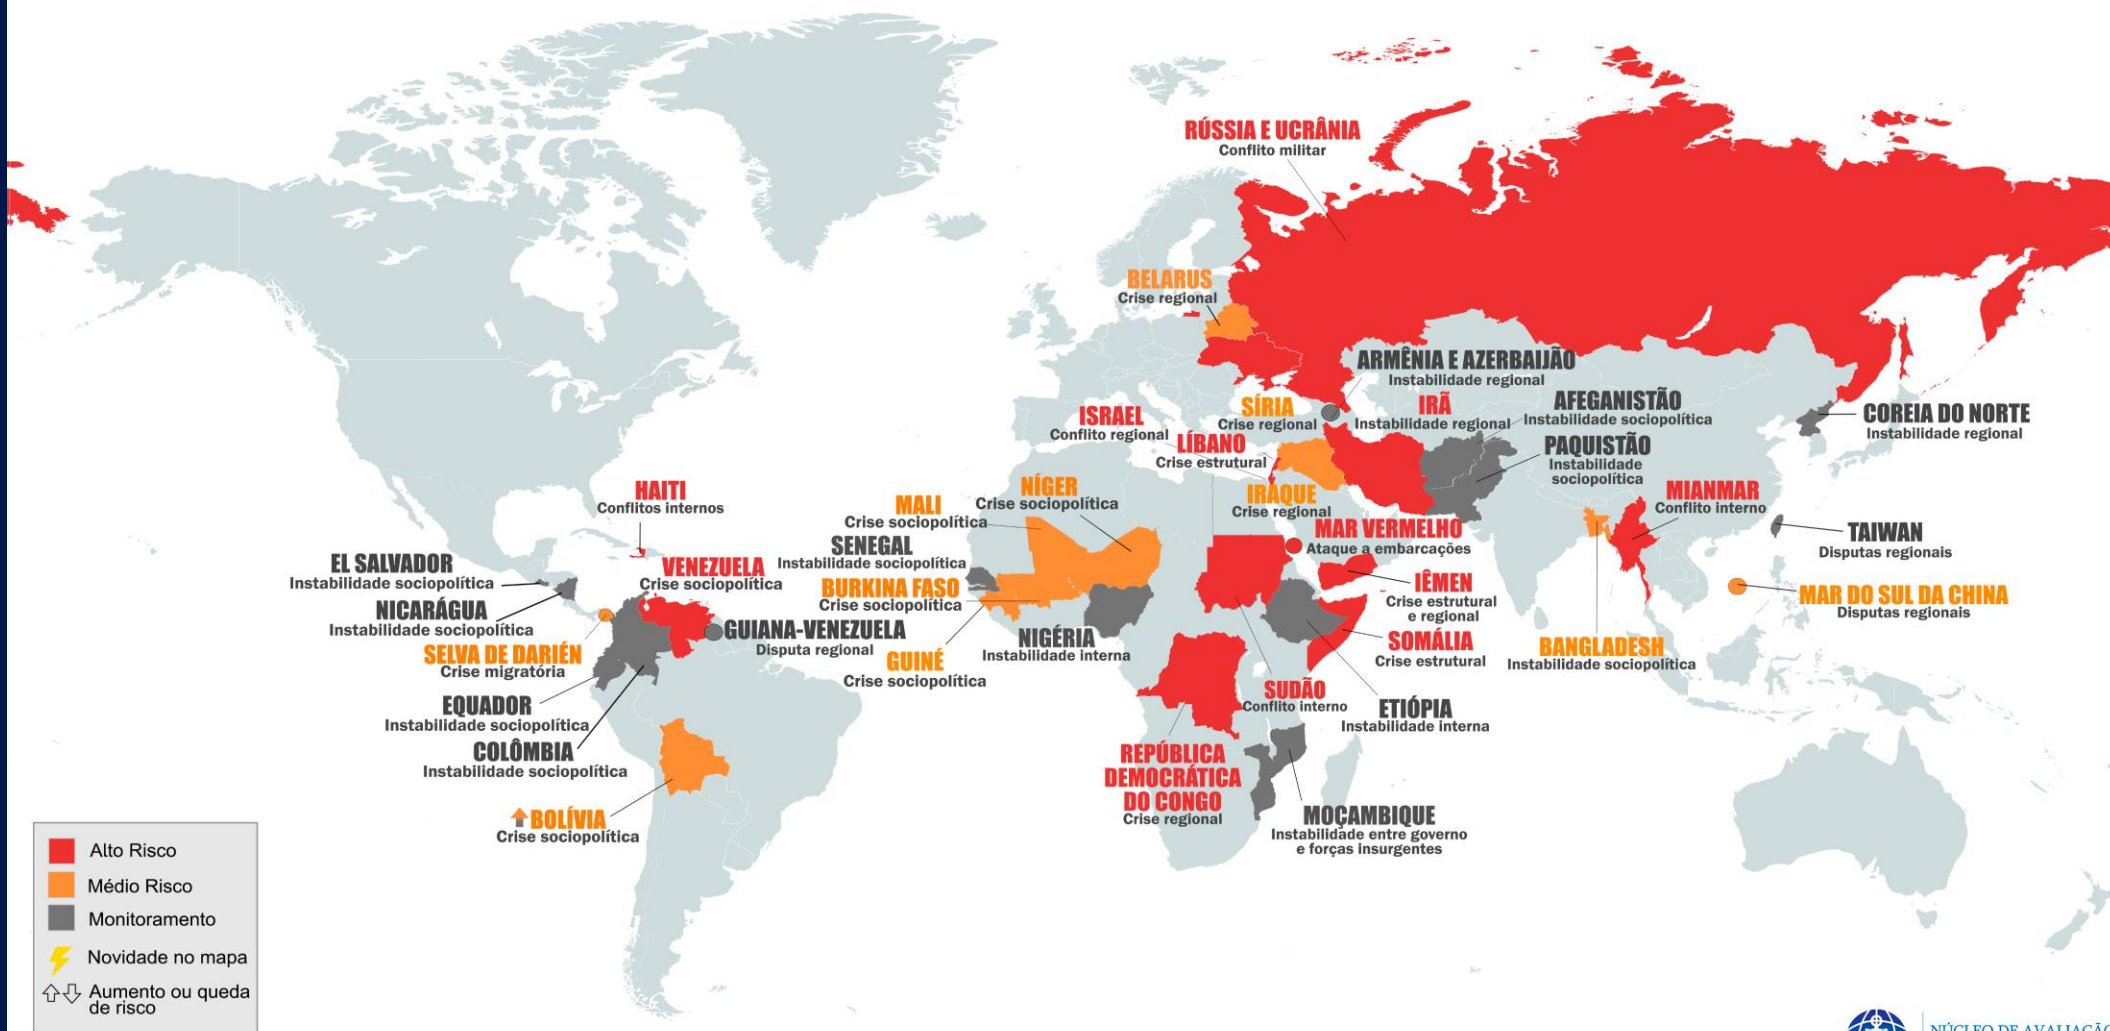 RÚSSIA E UCRÂNIA
Conflito militar
BELARUS
Crise regional
ARMÊNIA E AZERBAIJÃO
Instabilidade regional
SÍRIA
Crise regional
IRÃ
Instabilidade regional
AFEGANISTÃO
Instabilidade sociopolítica
COREIA DO NORTE
Instabilidade regional
ISRAEL
Conflito regional
LÍBANO
Crise estrutural
PAQUISTÃO
Instabilidade
sociopolítica
HAITI
Conflitos internos
MALI
Crise sociopolítica
NÍGER
Crise sociopolítica
IRAQUE
Crise regional
MIANMAR
Conflito interno
MAR VERMELHO
Ataque a embarcações
TAIWAN
Disputas regionais
EL SALVADOR
Instabilidade sociopolítica
VENEZUELA
Crise sociopolítica
SENEGAL
Instabilidade sociopolítica
BURKINA FASO
Crise sociopolítica
IÊMEN
Crise estrutural
e regional
MAR DO SUL DA CHINA
Disputas regionais
NICARÁGUA
Instabilidade sociopolítica
GUIANA-VENEZUELA
Disputa regional
NIGÉRIA
Instabilidade interna
SOMÁLIA
Crise estrutural
BANGLADESH
Instabilidade sociopolítica
SELVA DE DARIÉN
Crise migratória
GUINÉ
Crise sociopolítica
SUDÃO
Conflito interno
ETIÓPIA
Instabilidade interna
EQUADOR
Instabilidade sociopolítica
COLÔMBIA
Instabilidade sociopolítica
REPÚBLICA
DEMOCRÁTICA
DO CONGO
Crise regional
MOÇAMBIQUE
Instabilidade entre governo
e forças insurgentes
BOLÍVIA
Crise sociopolítica
Alto Risco
Médio Risco
Monitoramento
Novidade no mapa
Aumento ou queda
de risco
NÚCLEO DE AVALIAÇÃO